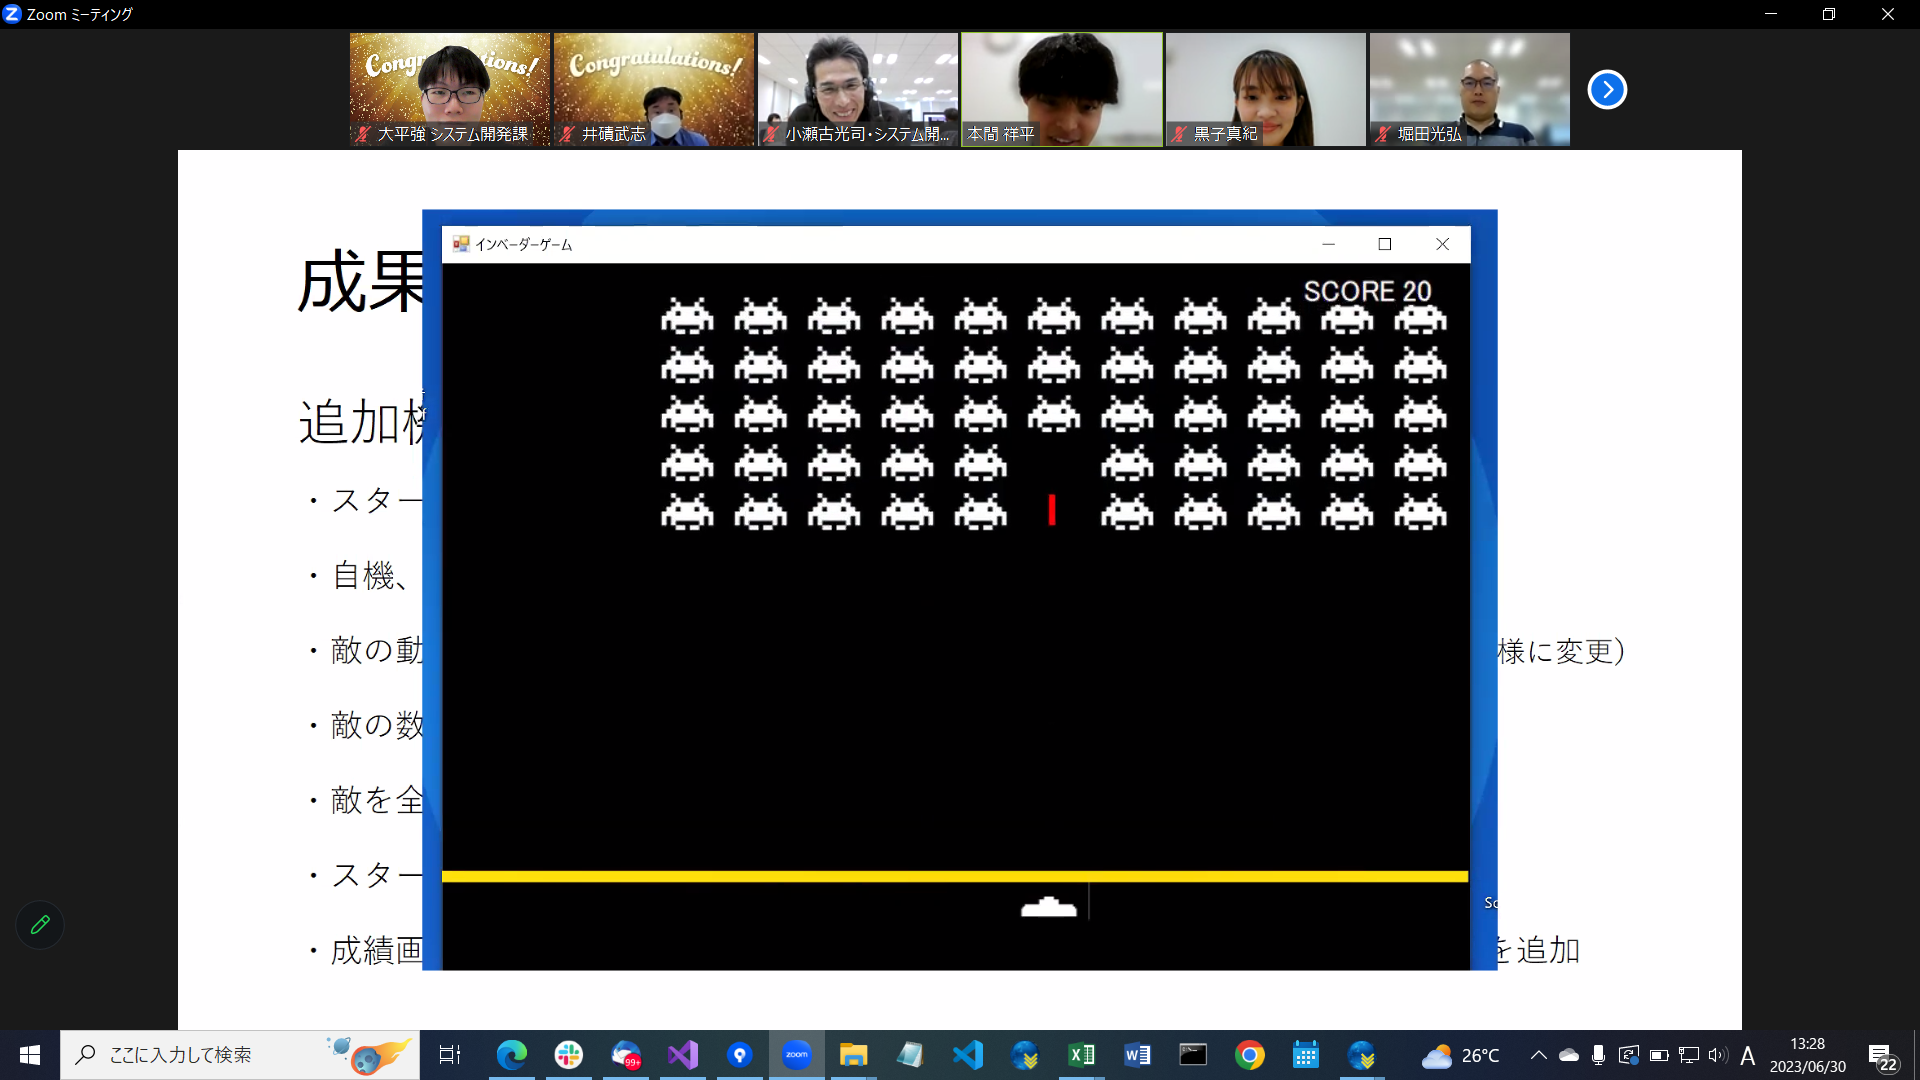 Zoom ミーティング
Congratulations!
Congratulations!
大平強 システム開発課
井磧武志
小瀬古光司・システム開...
本間 祥平
黒子真紀
堀田光弘
成果
インベーダーゲーム
SCORE 20
追加機
・スター
・自機、
・敵の動
様に変更）
・敵の数
・敵を全
・スター
Sc
・成績画
を追加
ここに入力して検索
99+
zoom
26°C
A
13:28
2023/06/30
22